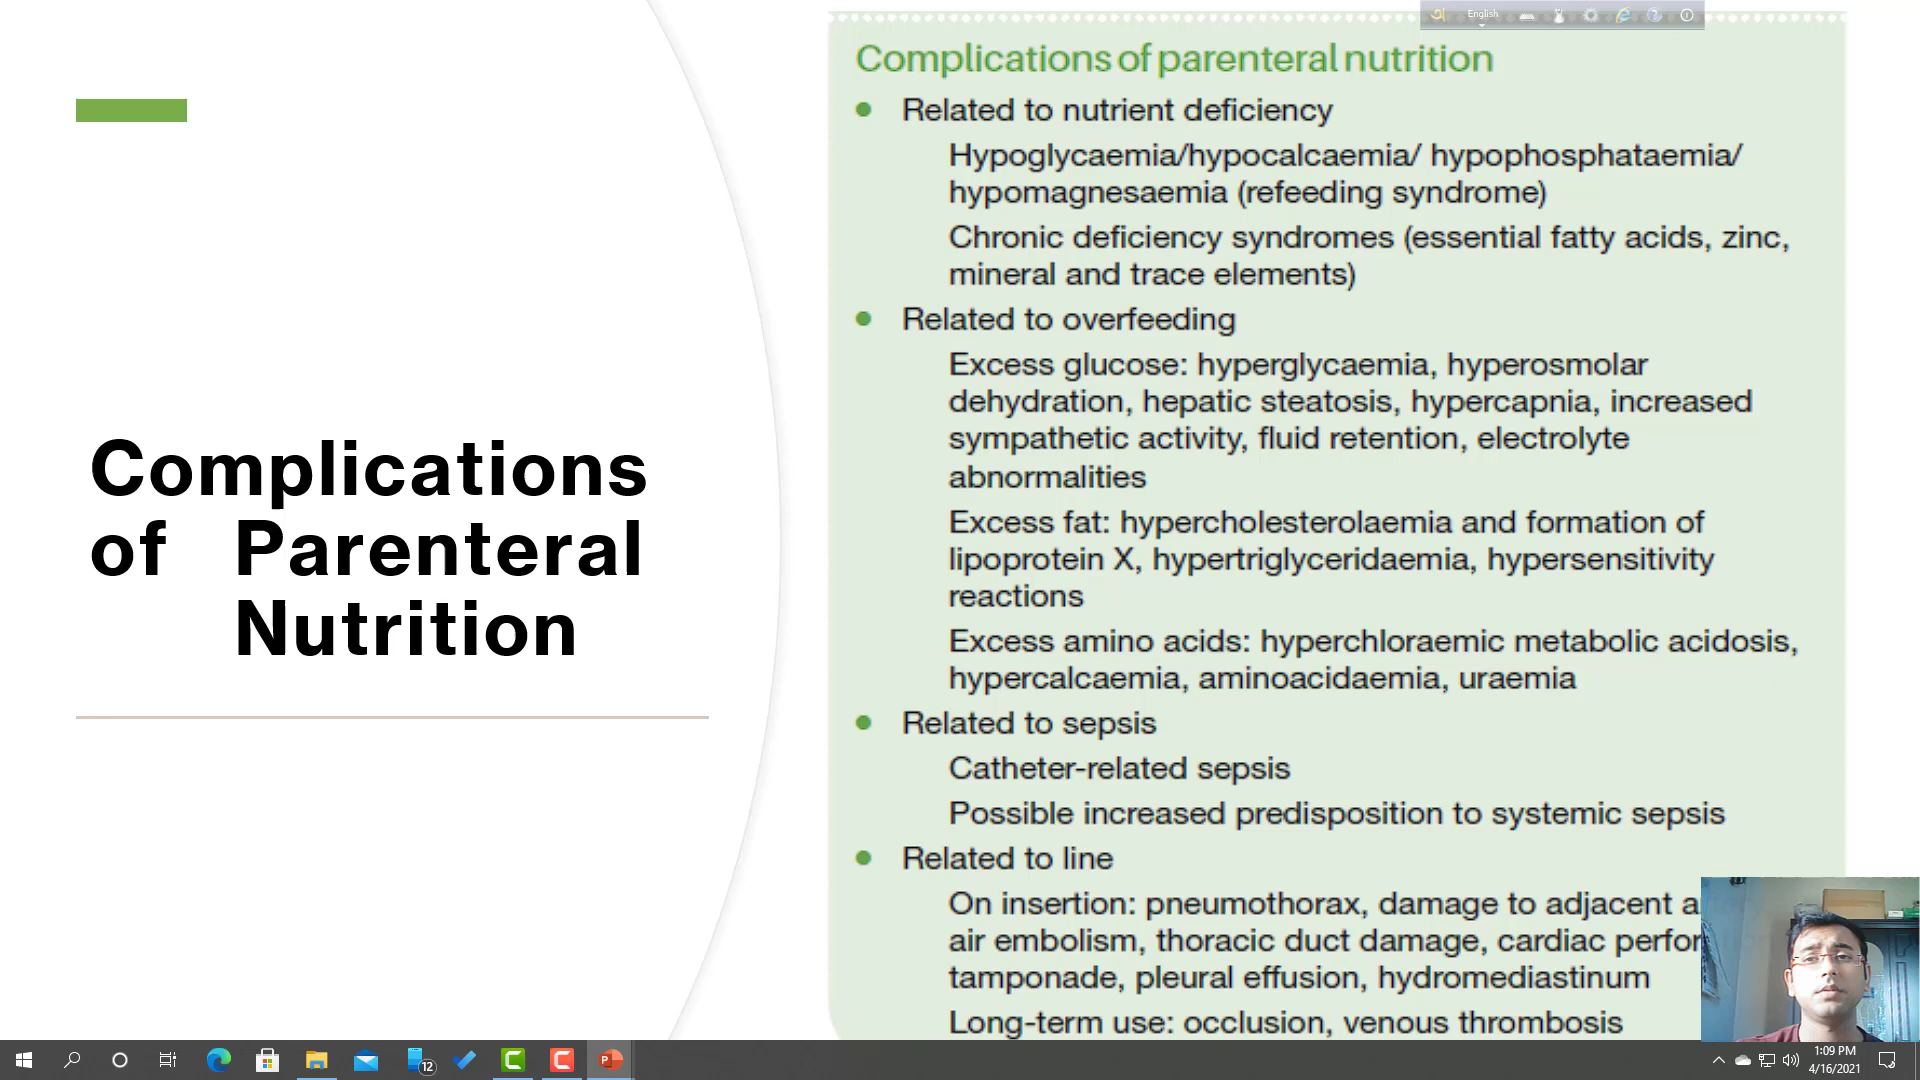 English
Complications of parenteral nutrition
Related to nutrient deficiency
Hypoglycaemia/hypocalcaemia/ hypophosphataemia/
hypomagnesaemia (refeeding syndrome)
Chronic deficiency syndromes (essential fatty acids, zinc,
mineral and trace elements)
Related to overfeeding
Excess glucose: hyperglycaemia, hyperosmolar
dehydration, hepatic steatosis, hypercapnia, increased
sympathetic activity, fluid retention, electrolyte
abnormalities
Excess fat: hypercholesterolaemia and formation of
lipoprotein X, hypertriglyceridaemia, hypersensitivity
reactions
Excess amino acids: hyperchloraemic metabolic acidosis,
hypercalcaemia, aminoacidaemia, uraemia
Related to sepsis
Catheter-related sepsis
Possible increased predisposition to systemic sepsis
Related to line
On insertion: pneumothorax, damage to adjacent
air embolism, thoracic duct damage, cardiac
tamponade, pleural effusion, hydromediastinum
Long-term use: occlusion, venous thrombosis
Complications
of Parenteral
Nutrition
12
1:09 PM
4/16/2021